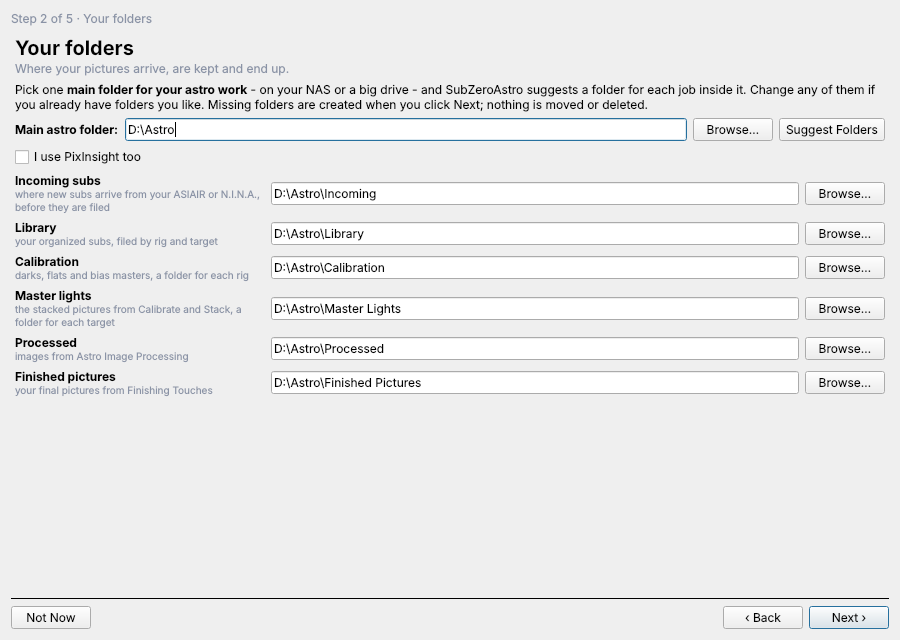 Step 2 of 5 · Your folders
Your folders
Where your pictures arrive, are kept and end up.
Pick one main folder for your astro work - on your NAS or a big drive - and SubZeroAstro suggests a folder for each job inside it. Change any of them if
you already have folders you like. Missing folders are created when you click Next; nothing is moved or deleted.
Main astro folder: D:\Astro Browse... Suggest Folders
I use PixInsight too
Incoming subs
where new subs arrive from your ASIAIR or N.I.N.A.,
before they are filed
D:\Astro\Incoming Browse...
Library
your organized subs, filed by rig and target
D:\Astro\Library Browse...
Calibration
darks, flats and bias masters, a folder for each rig
D:\Astro\Calibration Browse...
Master lights
the stacked pictures from Calibrate and Stack, a
folder for each target
D:\Astro\Master Lights Browse...
Processed
images from Astro Image Processing
D:\Astro\Processed Browse...
Finished pictures
your final pictures from Finishing Touches
D:\Astro\Finished Pictures Browse...
Not Now ‹ Back Next ›